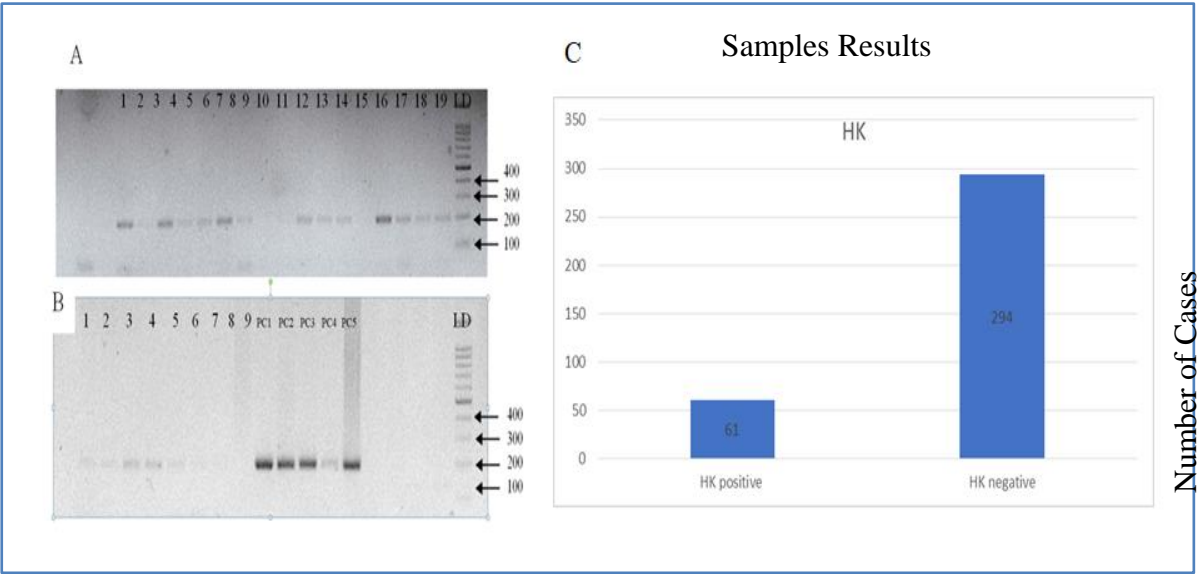 A
1 2 3 4 5 6 7 8 9 10 11 12 13 14 15 16 17 18 19 LD
400
300
200
100
B
1 2 3 4 5 6 7 8 9 PC1 PC2 PC3 PC4 PC5 LD
400
300
200
100
C
Samples Results
HK
350
300
250
200
150
100
50
0
61
294
HK positive
HK negative
Number of Cases